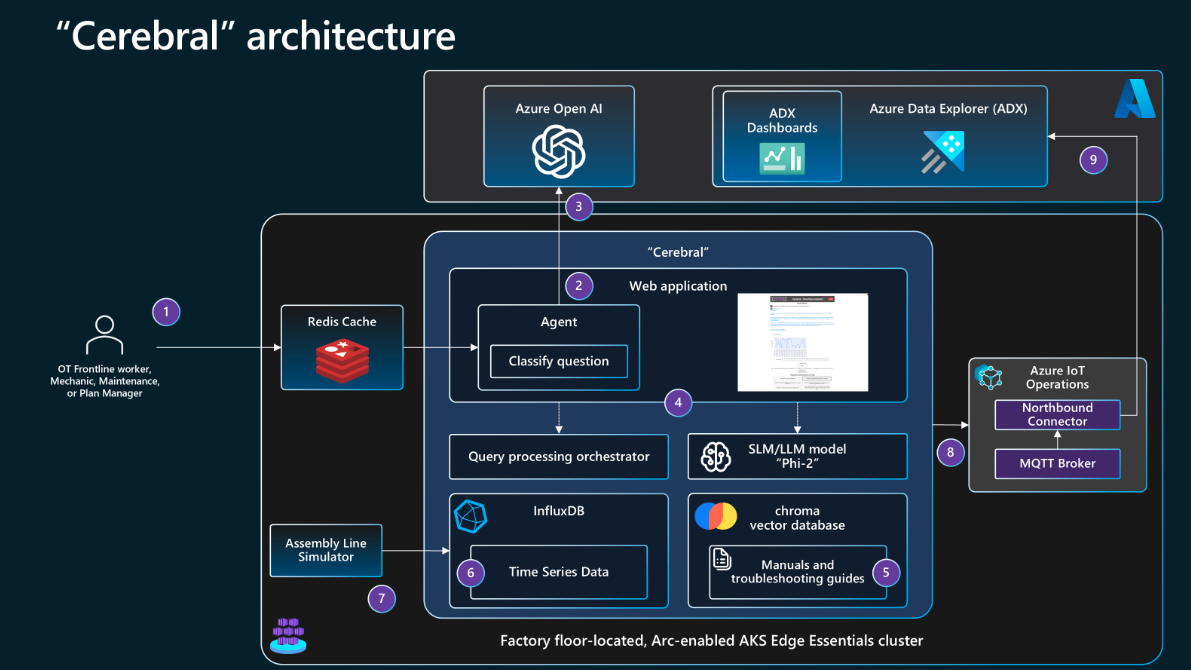 “Cerebral” architecture
Azure Open AI
ADX
Dashboards
Azure Data Explorer (ADX)
9
3
“Cerebral”
2
Web application
1
Redis Cache
Agent
Classify question
OT Frontline worker,
Mechanic, Maintenance,
or Plan Manager
Azure IoT
Operations
Northbound
Connector
MQTT Broker
4
8
Query processing orchestrator
SLM/LLM model
“Phi-2”
InfluxDB
chroma
vector database
Assembly Line
Simulator
6
Time Series Data
Manuals and
troubleshooting guides
5
7
Factory floor-located, Arc-enabled AKS Edge Essentials cluster